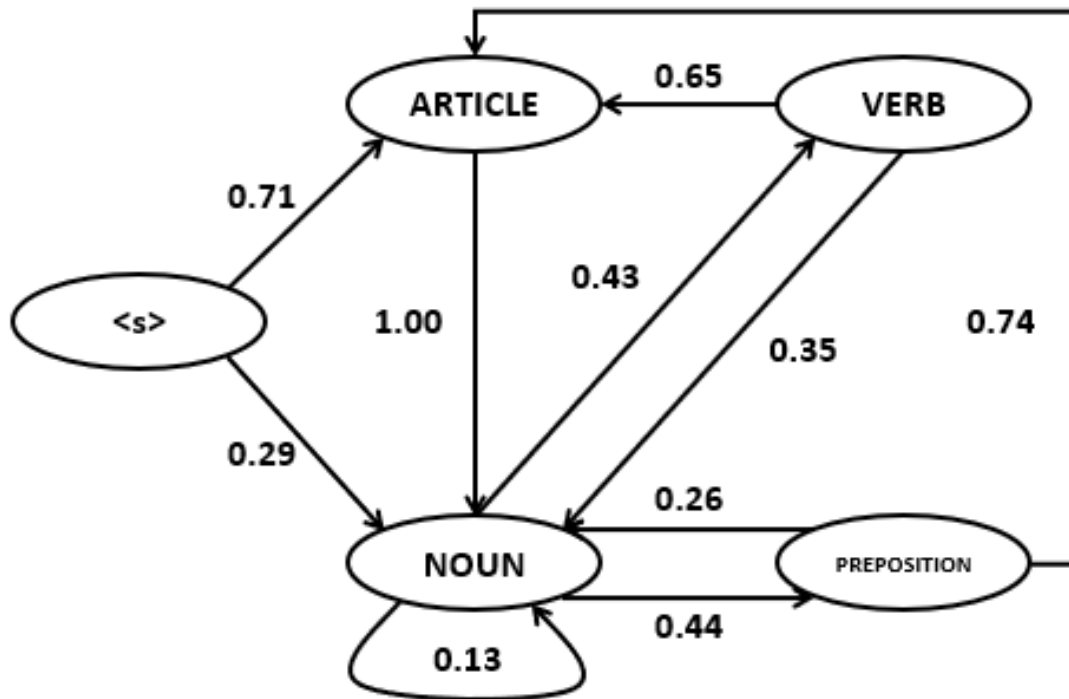 0.65
ARTICLE
VERB
0.71
0.43
<s>
1.00
0.74
0.35
0.29
0.26
NOUN
PREPOSITION
0.44
0.13